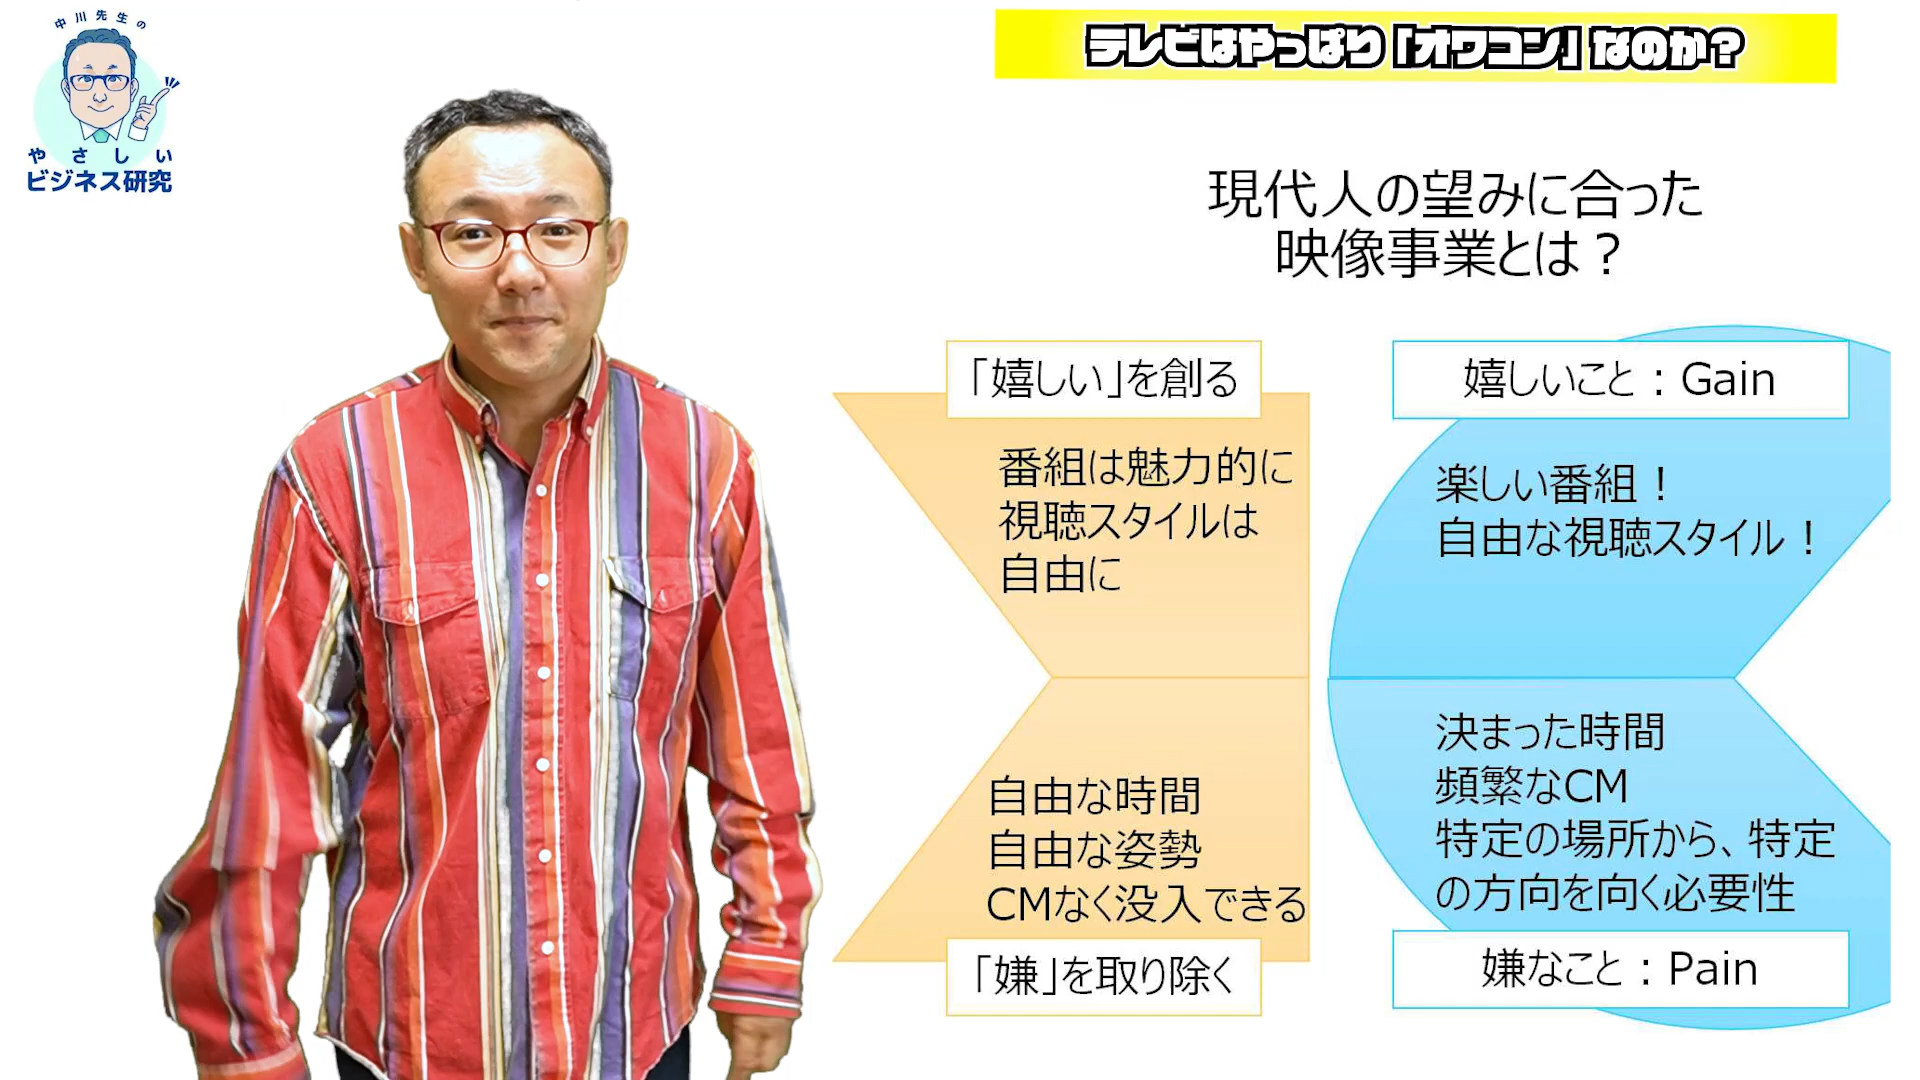 中川先生の
やさしい
ビジネス研究
テレビはやっぱり「オワコン」なのか？
現代人の望みに合った
映像事業とは？
「嬉しい」を創る
番組は魅力的に
視聴スタイルは
自由に
自由な時間
自由な姿勢
CMなく没入できる
「嫌」を取り除く
嬉しいこと：Gain
楽しい番組！
自由な視聴スタイル！
決まった時間
頻繁なCM
特定の場所から、特定
の方向を向く必要性
嫌なこと：Pain